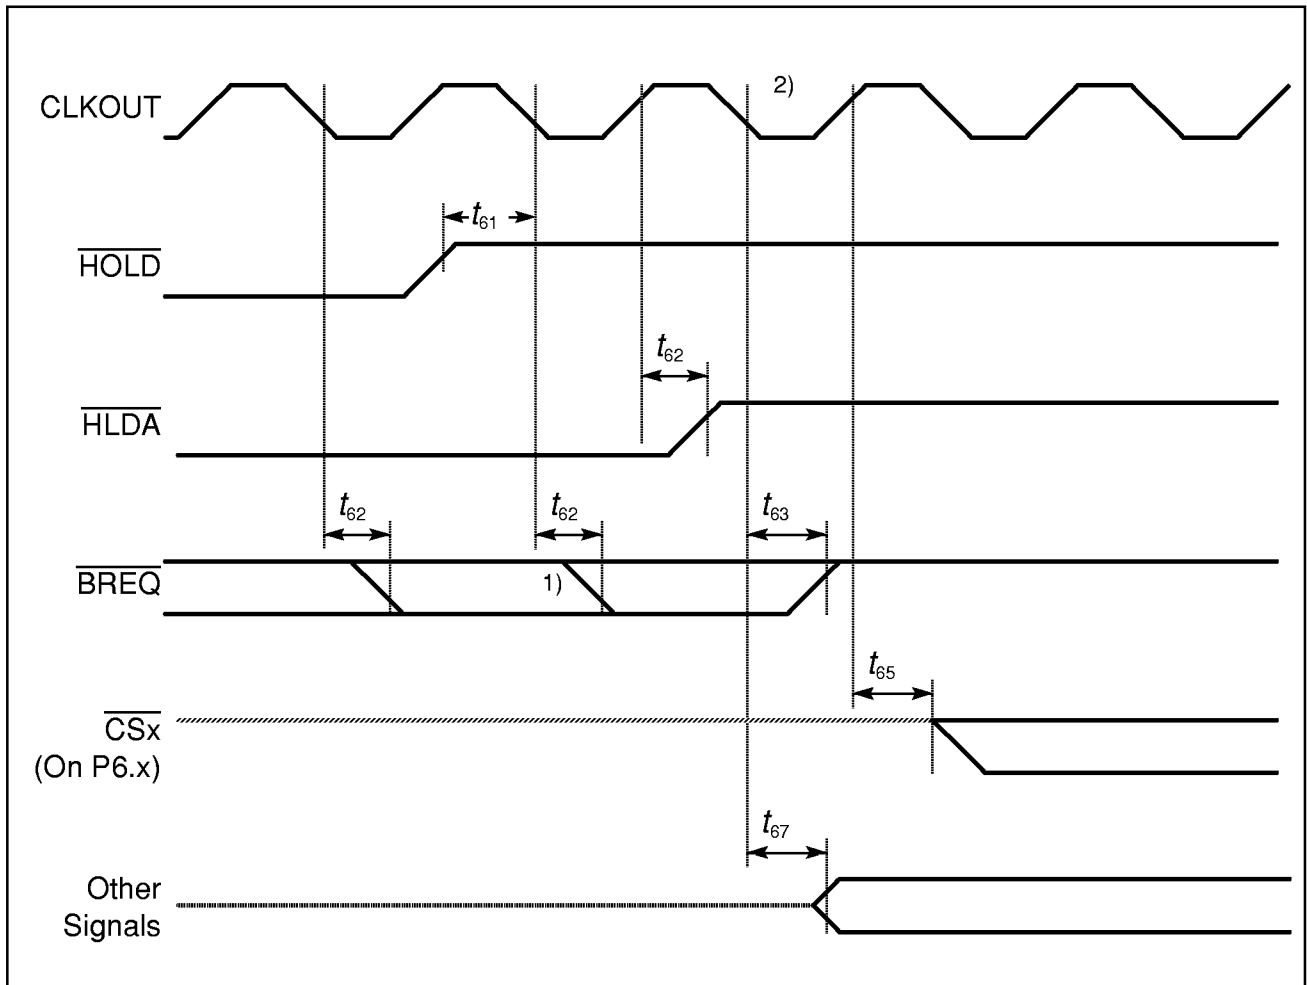 CLKOUT
2)
t61
HOLD
t62
HLDA
t62
t62
t63
BREQ
1)
t65
CSx
(On P6.x)
t67
Other
Signals